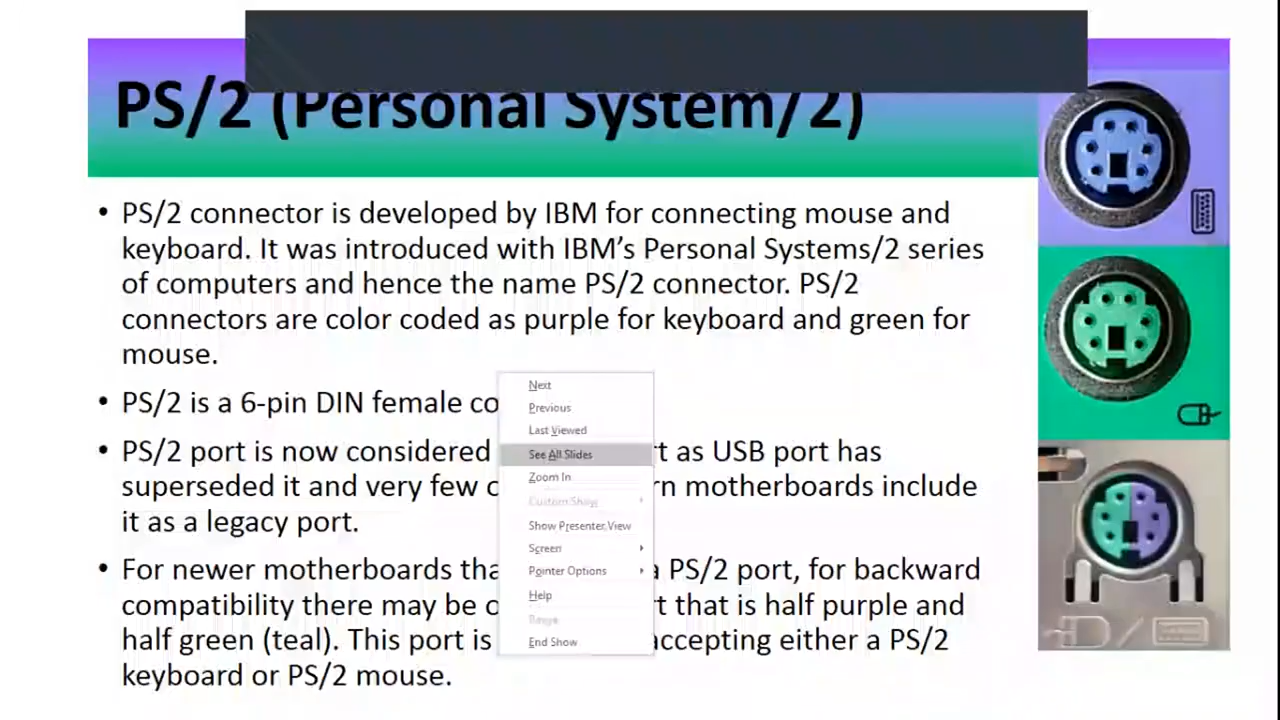 PS/2 (Personal System/2)
• PS/2 connector is developed by IBM for connecting mouse and
keyboard. It was introduced with IBM's Personal Systems/2 series
of computers and hence the name PS/2 connector. PS/2
connectors are color coded as purple for keyboard and green for
mouse.
• PS/2 is a 6-pin DIN female
• PS/2 port is now considered as USB port has
superseded it and very few motherboards include
it as a legacy port.
• For newer motherboards a PS/2 port, for backward
compatibility there may be that is half purple and
half green (teal). This port is accepting either a PS/2
keyboard or PS/2 mouse.
Next
Previous
Last Viewed
See All Slides
Zoom In
Custom Show
Show Presenter View
Screen
Pointer Options
Help
Pause
End Show